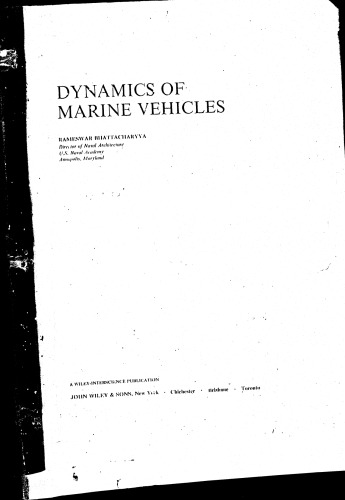 DYNAMICS OF
MARINE VEHICLES
RAMESWAR BHATTACHARYYA
Director of Naval Architecture
U.S. Naval Academy
Annapolis, Maryland
A WILEY-INTERSCIENCE PUBLICATION
JOHN WILEY & SONS, New York · Chichester · Brisbane · Toronto